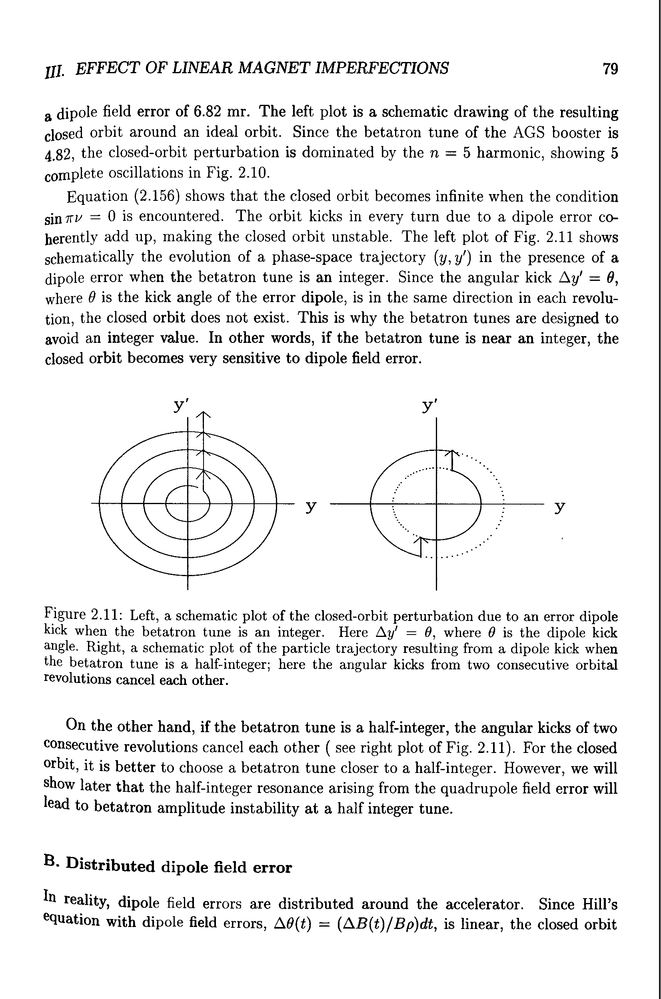 III. EFFECT OF LINEAR MAGNET IMPERFECTIONS 79
a dipole field error of 6.82 mr. The left plot is a schematic drawing of the resulting
closed orbit around an ideal orbit. Since the betatron tune of the AGS booster is
4.82, the closed-orbit perturbation is dominated by the n = 5 harmonic, showing 5
complete oscillations in Fig. 2.10.
Equation (2.156) shows that the closed orbit becomes infinite when the condition
sin πν = 0 is encountered. The orbit kicks in every turn due to a dipole error co-
herently add up, making the closed orbit unstable. The left plot of Fig. 2.11 shows
schematically the evolution of a phase-space trajectory (y, y′) in the presence of a
dipole error when the betatron tune is an integer. Since the angular kick Δy′ = θ,
where θ is the kick angle of the error dipole, is in the same direction in each revolu-
tion, the closed orbit does not exist. This is why the betatron tunes are designed to
avoid an integer value. In other words, if the betatron tune is near an integer, the
closed orbit becomes very sensitive to dipole field error.
y′ y′
y y
Figure 2.11: Left, a schematic plot of the closed-orbit perturbation due to an error dipole
kick when the betatron tune is an integer. Here Δy′ = θ, where θ is the dipole kick
angle. Right, a schematic plot of the particle trajectory resulting from a dipole kick when
the betatron tune is a half-integer; here the angular kicks from two consecutive orbital
revolutions cancel each other.
On the other hand, if the betatron tune is a half-integer, the angular kicks of two
consecutive revolutions cancel each other ( see right plot of Fig. 2.11). For the closed
orbit, it is better to choose a betatron tune closer to a half-integer. However, we will
show later that the half-integer resonance arising from the quadrupole field error will
lead to betatron amplitude instability at a half integer tune.
B. Distributed dipole field error
In reality, dipole field errors are distributed around the accelerator. Since Hill's
equation with dipole field errors, Δθ(t) = (ΔB(t)/Bρ)dt, is linear, the closed orbit